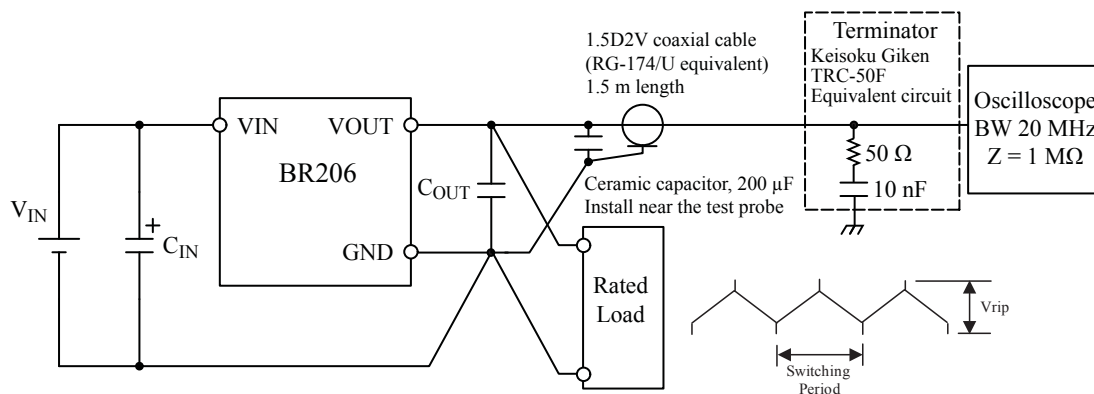 1.5D2V coaxial cable
(RG-174/U equivalent)
1.5 m length
Terminator
Keisoku Giken
TRC-50F
Equivalent circuit
Oscilloscope
BW 20 MHz
Z = 1 MΩ
VIN
VOUT
BR206
GND
VIN
+
CIN
COUT
50 Ω
10 nF
Ceramic capacitor, 200 µF
Install near the test probe
Rated
Load
Vrip
Switching
Period